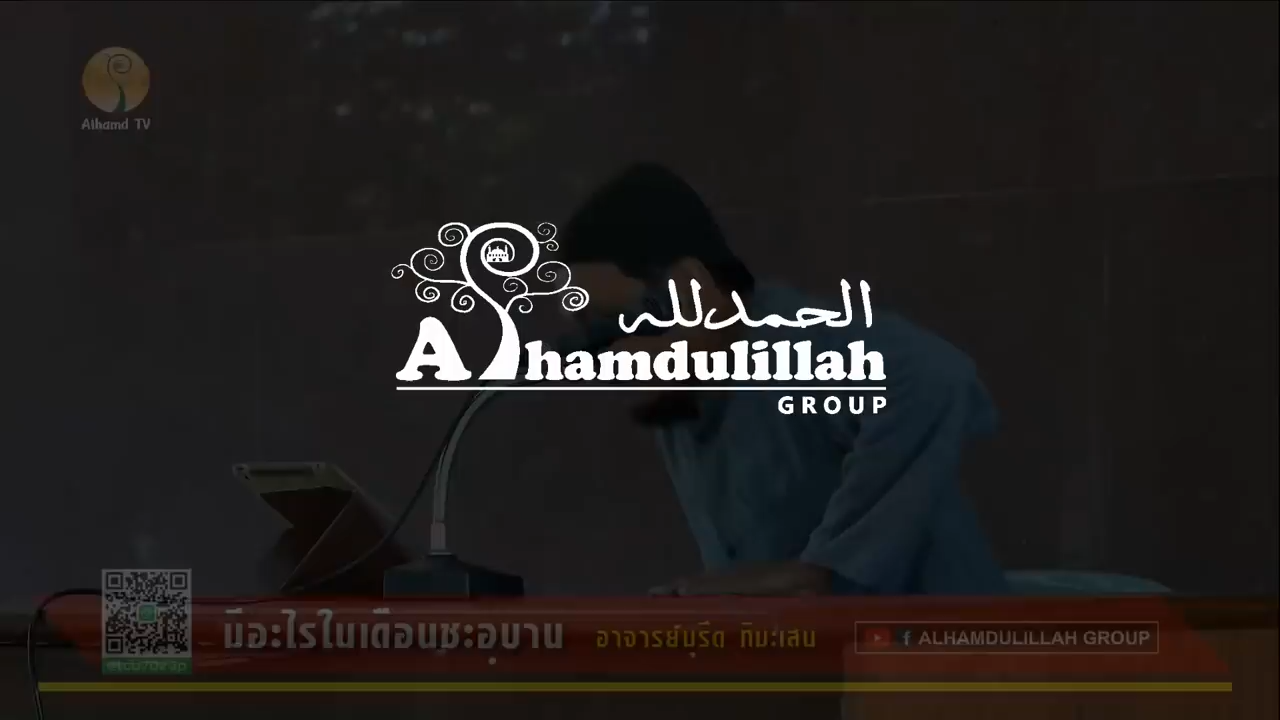 Alhamd TV
الحمدلله
Alhamdulillah
GROUP
มีอะไรในเดือนชะอฺบาน
อาจารย์มุรีด ทิมะเสน
ALHAMDULILLAH GROUP